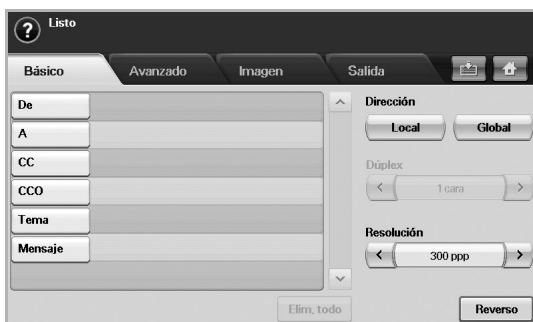 ? Listo
Básico Avanzado Imagen Salida
De
A
CC
CCO
Tema
Mensaje
Elim. todo
Dirección
Local Global
Dúplex
1 cara
Resolución
300 ppp
Reverso